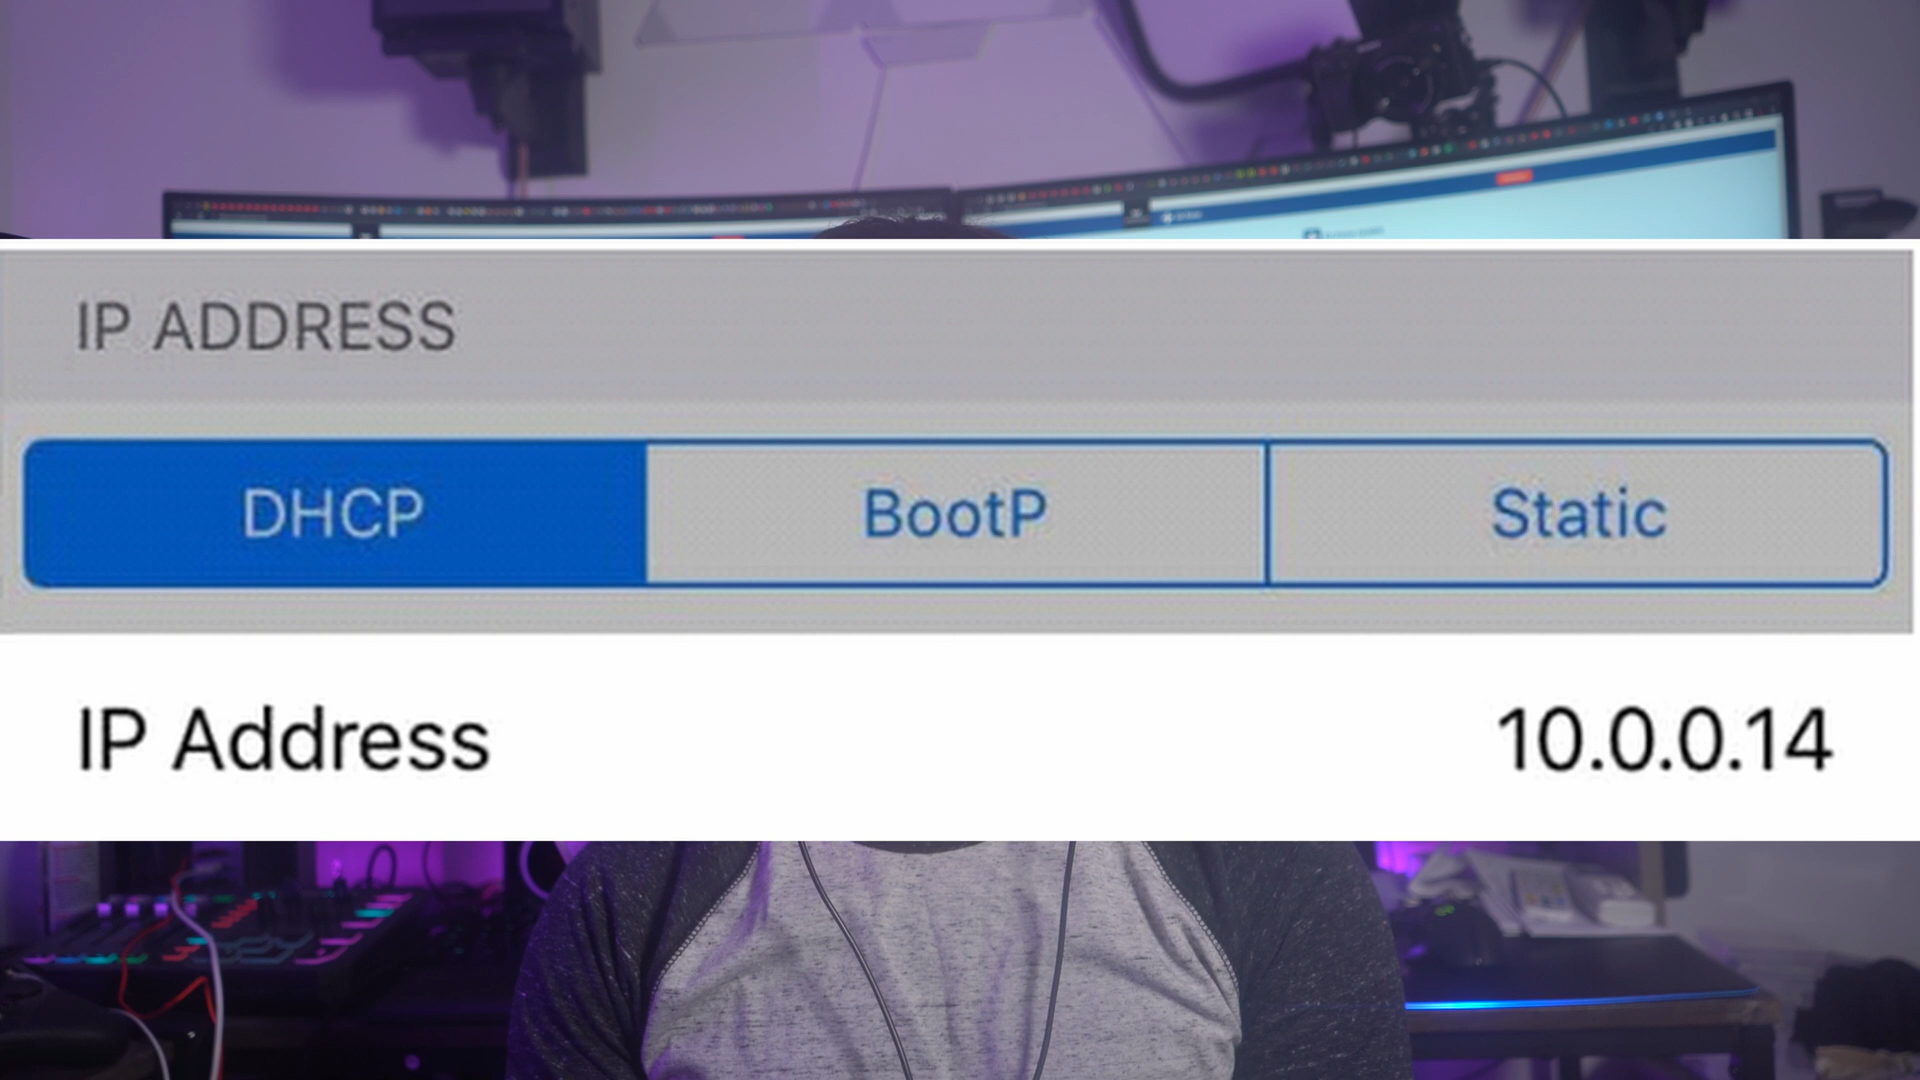 IP ADDRESS
DHCP BootP Static
IP Address 10.0.0.14